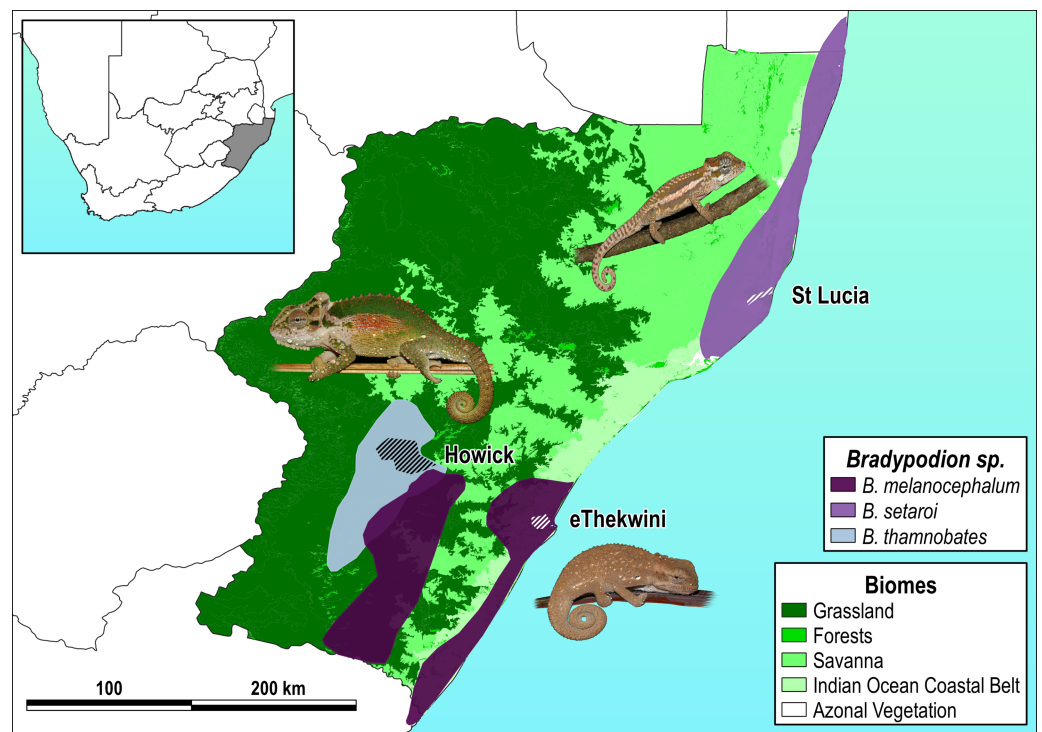 St Lucia
Howick
eThekwini
Bradypodion sp.
B. melanocephalum
B. setaroi
B. thamnobates
Biomes
Grassland
Forests
Savanna
Indian Ocean Coastal Belt
Azonal Vegetation
100
200 km